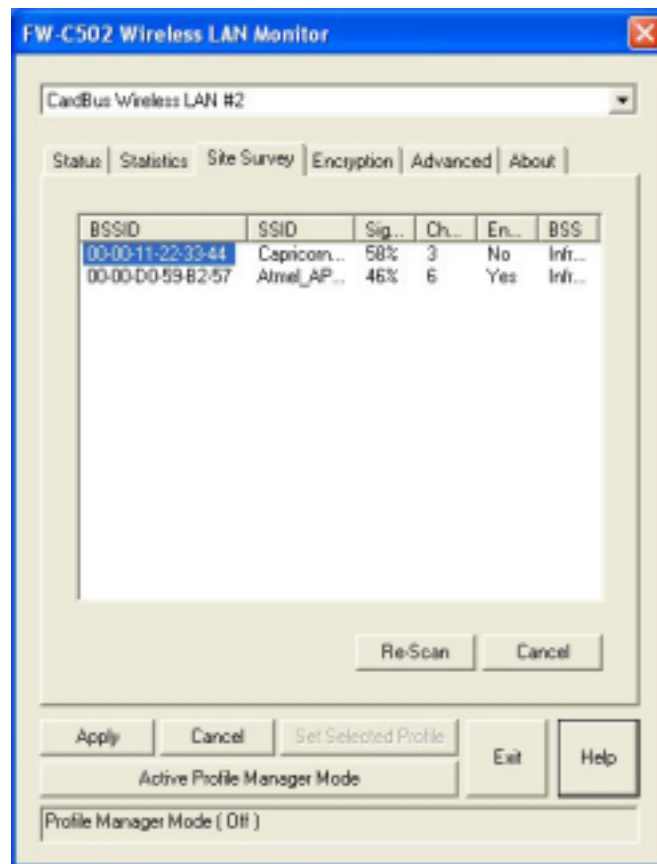 FW-C502 Wireless LAN Monitor
CardBus Wireless LAN #2
Status Statistics Site Survey Encryption Advanced About
BSSID SSID Sig... Ch... En... BSS
00-00-11-22-33-44 Capricorn... 58% 3 No Infr...
00-00-D0-59-B2-57 Atmel_AP... 46% 6 Yes Infr...
Re-Scan Cancel
Apply Cancel Set Selected Profile Exit Help
Active Profile Manager Mode
Profile Manager Mode ( Off )